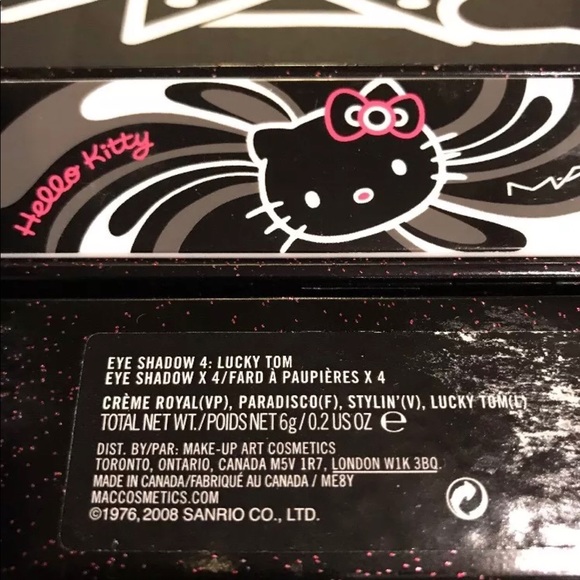 Hello Kitty
EYE SHADOW 4: LUCKY TOM
EYE SHADOW X 4/FARD À PAUPIÈRES X 4
CRÈME ROYAL(VP), PARADISCO(F), STYLIN'(V), LUCKY TOM(L)
TOTAL NET WT./POIDS NET 6g/0.2 US OZ ℮
DIST. BY/PAR: MAKE-UP ART COSMETICS
TORONTO, ONTARIO, CANADA M5V 1R7, LONDON W1K 3BQ.
MADE IN CANADA/FABRIQUÉ AU CANADA / ME8Y
MACCOSMETICS.COM
©1976, 2008 SANRIO CO., LTD.